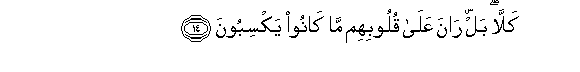 كَلَّاۖ بَلْۜ رَانَ عَلَىٰ قُلُوبِهِم مَّا كَانُوا۟ يَكْسِبُونَ ﴿١٤﴾